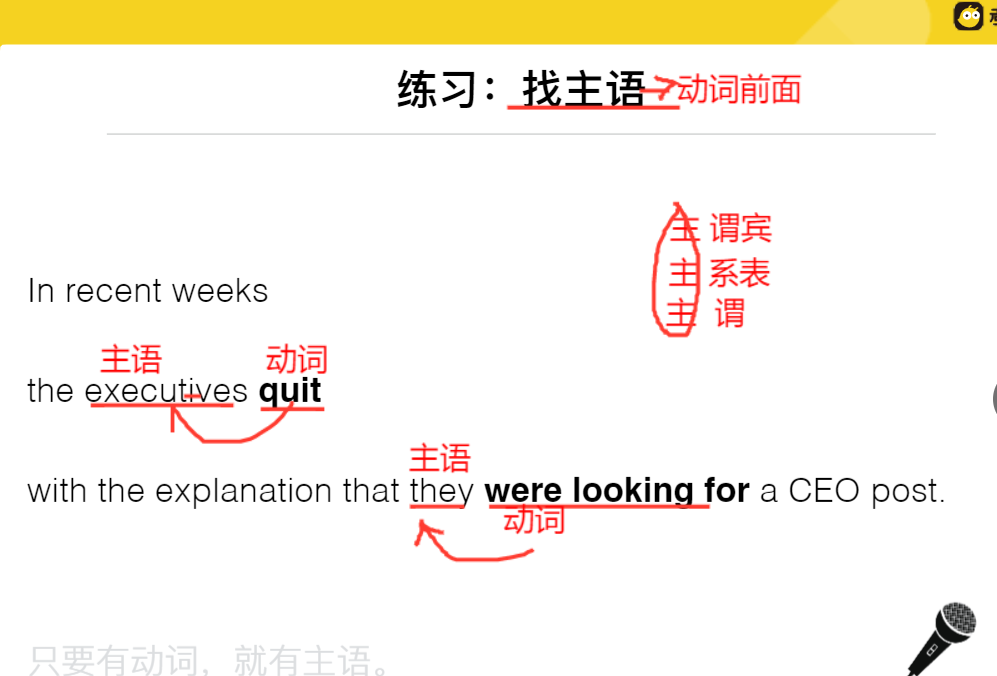 练习：找主语 动词前面
主 谓宾
主 系表
主 谓
In recent weeks
主语 动词
the executives quit
主语
with the explanation that they were looking for a CEO post.
动词
只要有动词，就有主语。